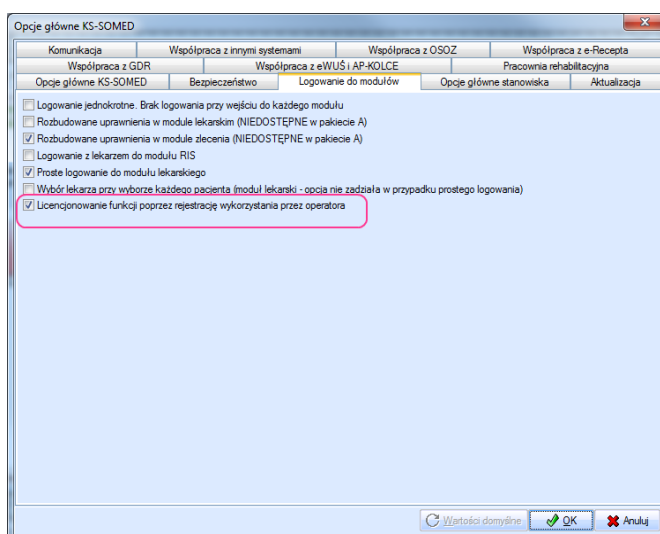 Opcje główne KS-SOMED
Komunikacja Współpraca z innymi systemami Współpraca z OSOZ Współpraca z e-Recepta
Współpraca z GDR Współpraca z eWUŚ i AP-KOLCE Pracownia rehabilitacyjna
Opcje główne KS-SOMED Bezpieczeństwo Logowanie do modułów Opcje główne stanowiska Aktualizacja
Logowanie jednokrotne. Brak logowania przy wejściu do każdego modułu
Rozbudowane uprawnienia w module lekarskim (NIEDOSTĘPNE w pakiecie A)
Rozbudowane uprawnienia w module zlecenia (NIEDOSTĘPNE w pakiecie A)
Logowanie z lekarzem do modułu RIS
Proste logowanie do modułu lekarskiego
Wybór lekarza przy wyborze każdego pacjenta (moduł lekarski - opcja nie zadziała w przypadku prostego logowania)
Licencjonowanie funkcji poprzez rejestrację wykorzystania przez operatora
Wartości domyślne OK Anuluj